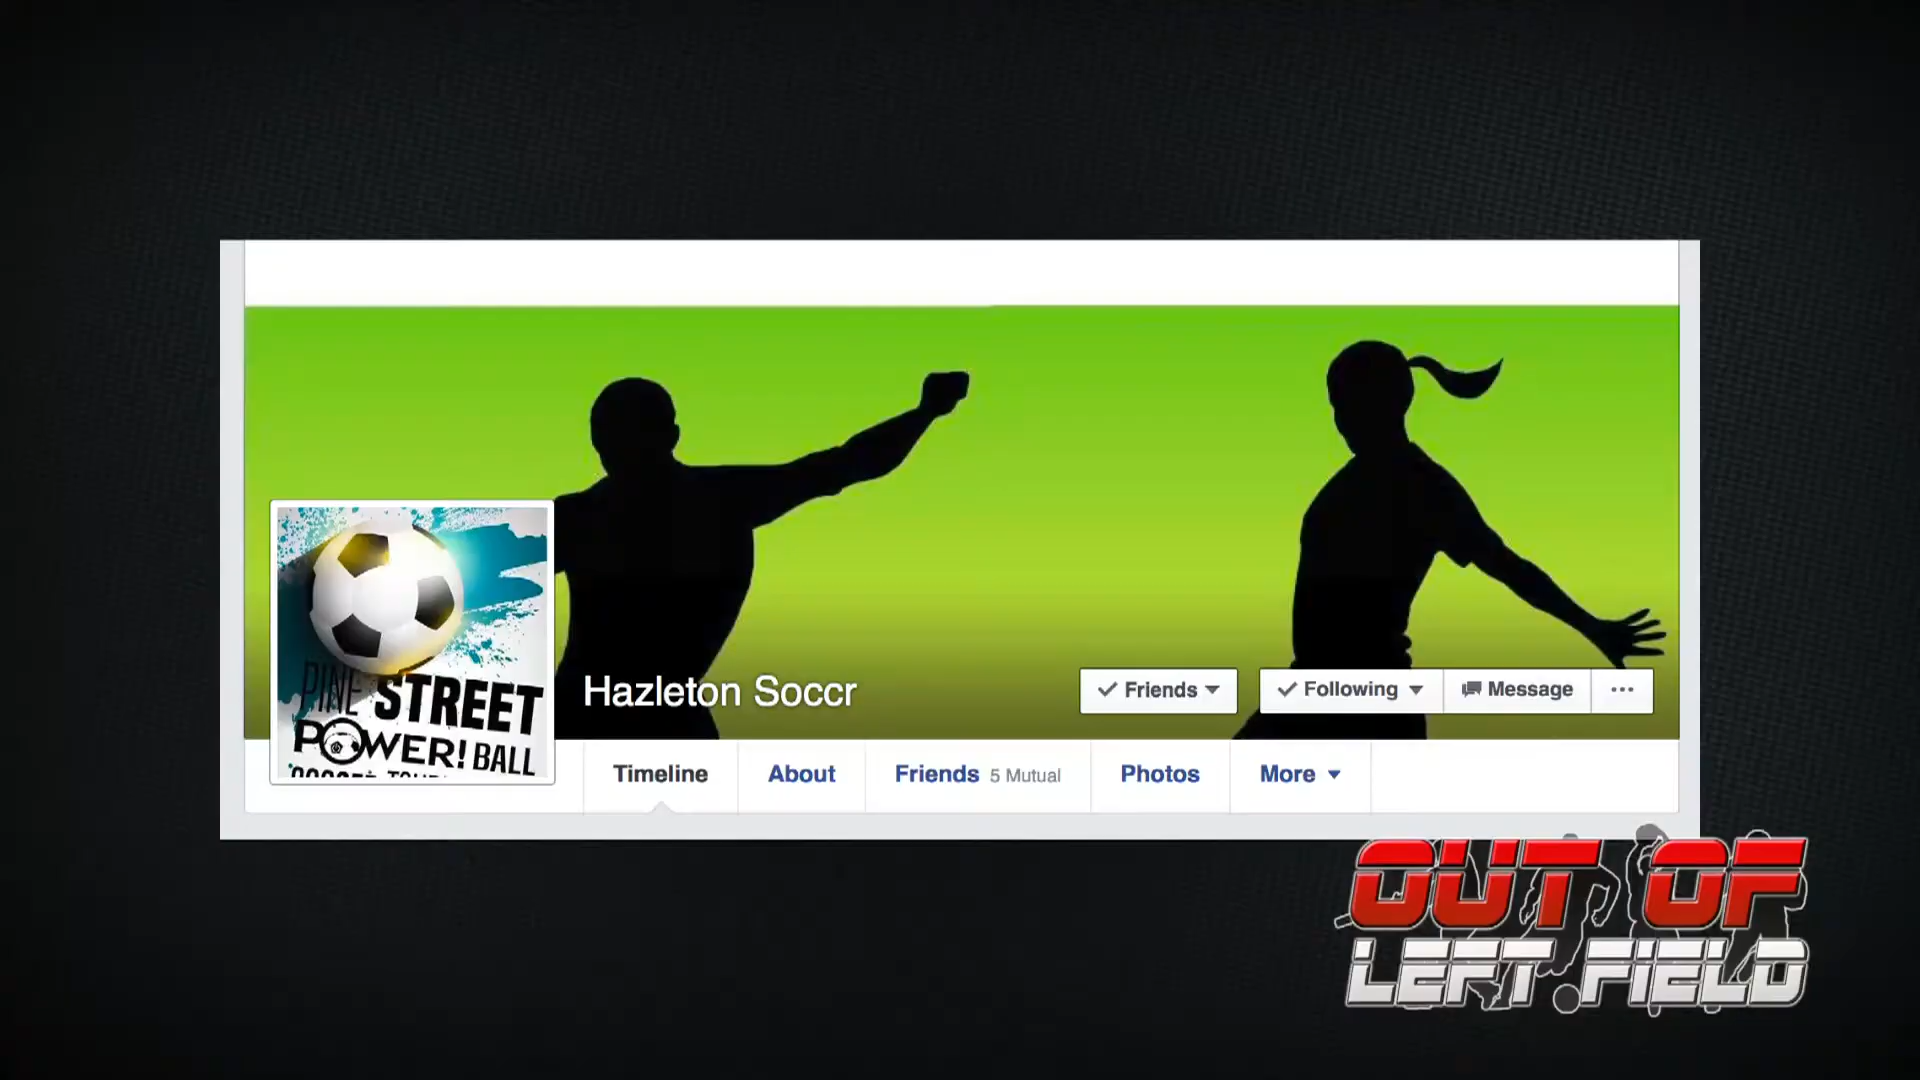 PINE STREET
POWER! BALL
Hazleton Soccr
Friends
Following
Message
Timeline
About
Friends 5 Mutual
Photos
More
OUT OF
LEFT FIELD